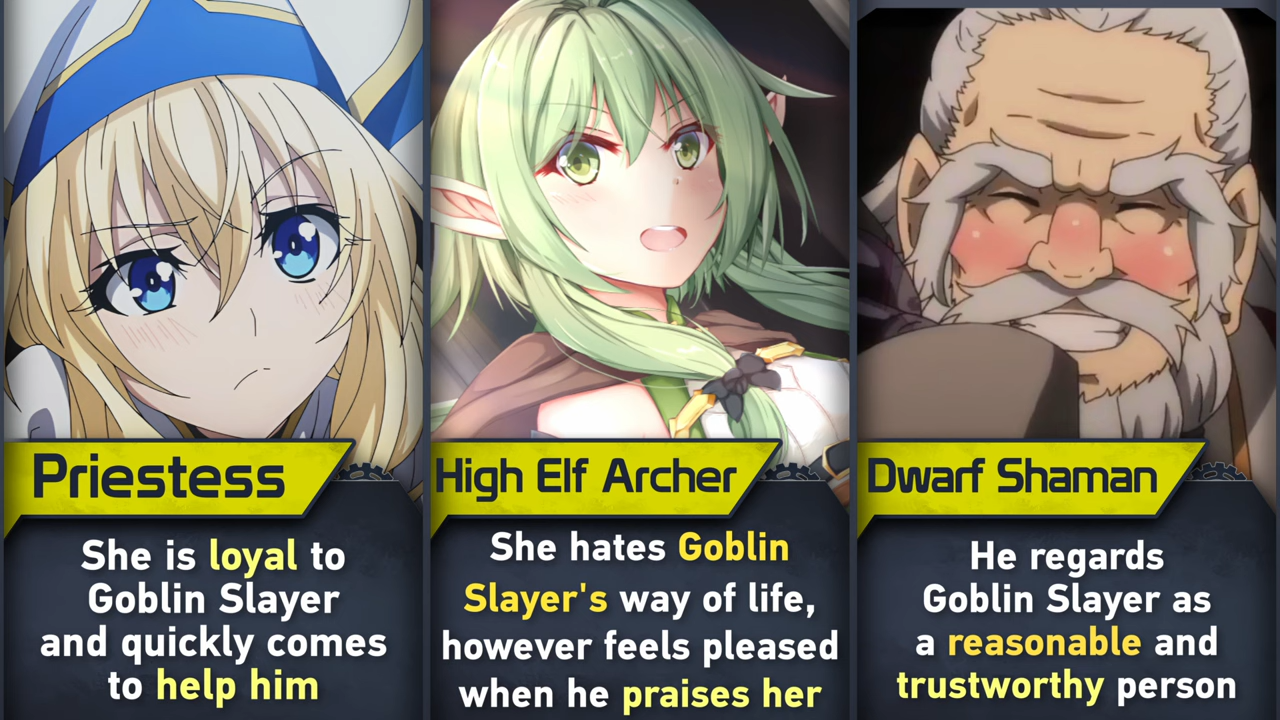 Priestess
She is loyal to
Goblin Slayer
and quickly comes
to help him
High Elf Archer
She hates Goblin
Slayer's way of life,
however feels pleased
when he praises her
Dwarf Shaman
He regards
Goblin Slayer as
a reasonable and
trustworthy person